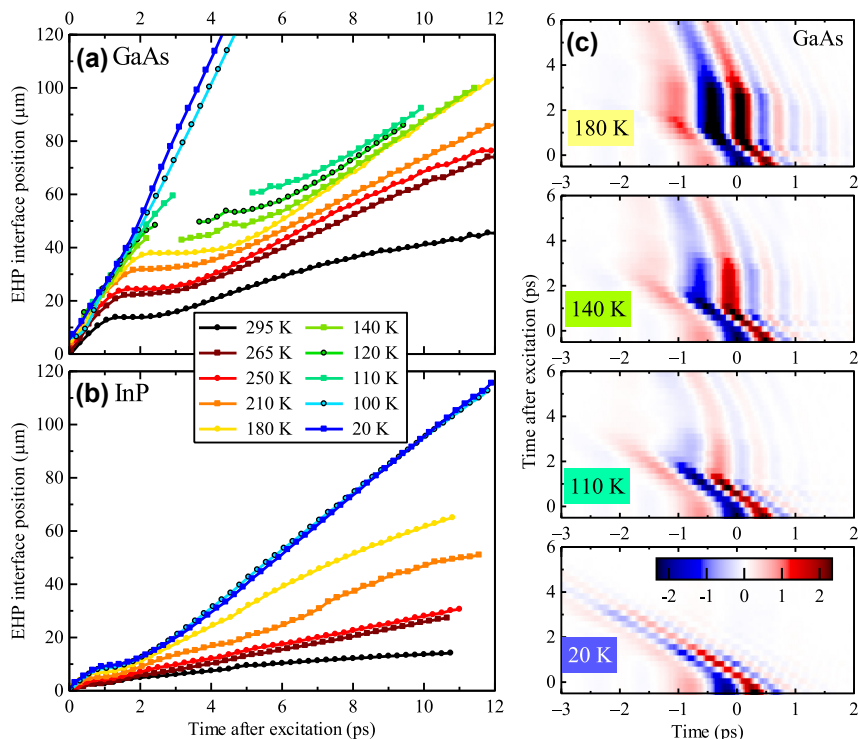 0 2 4 6 8 10 12
120
100
80
60
40
20
0
EHP interface position (µm)
(a) GaAs
295 K
265 K
250 K
210 K
180 K
140 K
120 K
110 K
100 K
20 K
120
100
80
60
40
20
0
EHP interface position (µm)
(b) InP
0 2 4 6 8 10 12
Time after excitation (ps)
(c)
GaAs
6
4
2
0
180 K
−3 −2 −1 0 1 2
6
4
2
0
140 K
−3 −2 −1 0 1 2
Time after excitation (ps)
6
4
2
0
110 K
−3 −2 −1 0 1 2
6
4
2
0
−2 −1 0 1 2
20 K
−3 −2 −1 0 1 2
Time (ps)